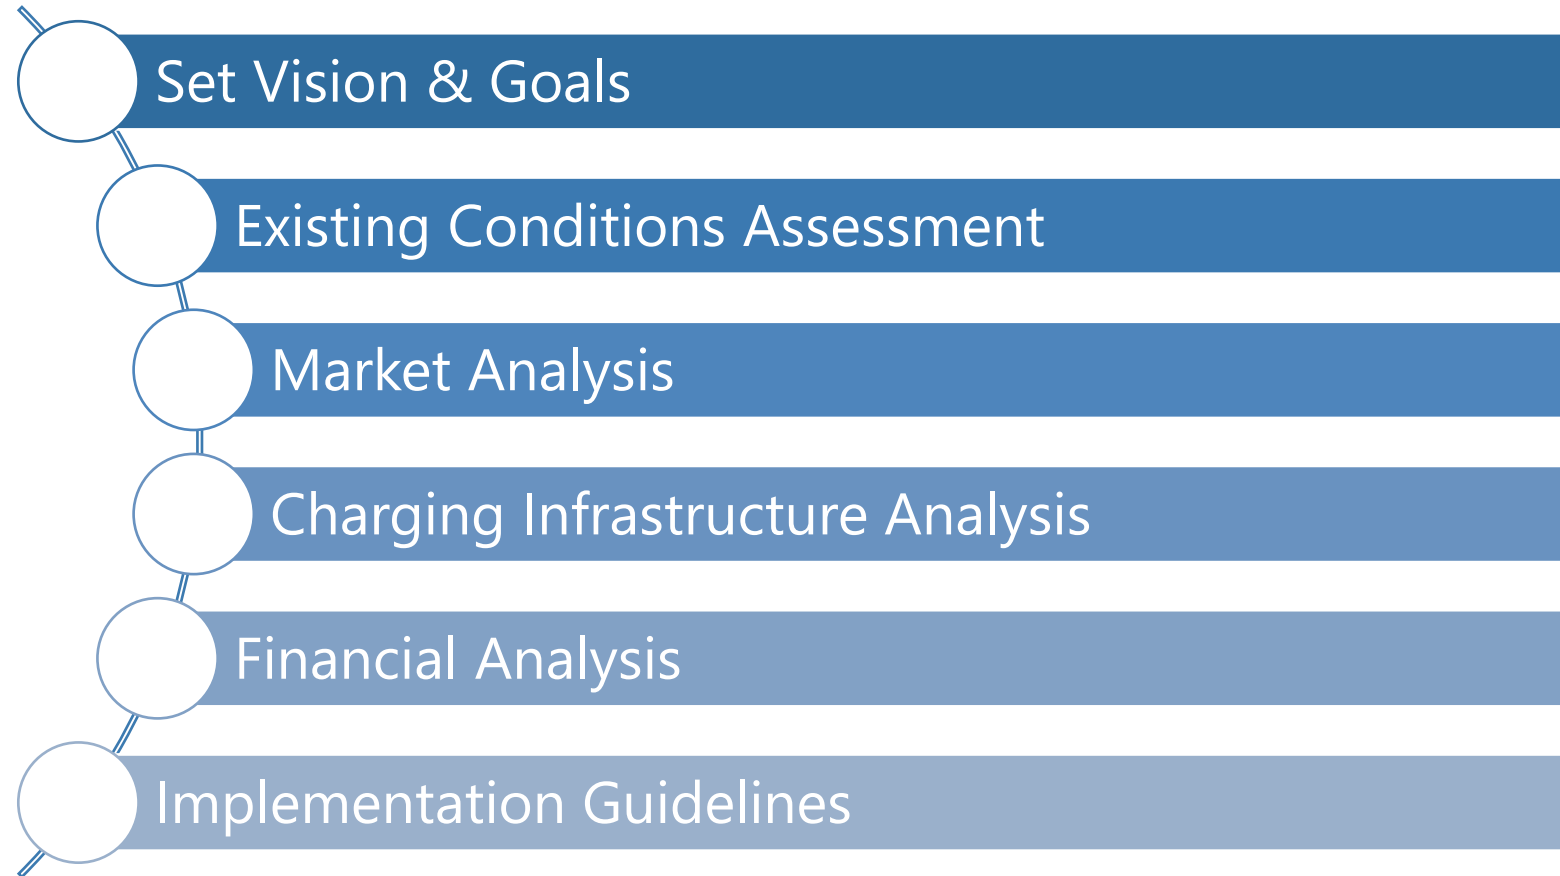 Set Vision & Goals
Existing Conditions Assessment
Market Analysis
Charging Infrastructure Analysis
Financial Analysis
Implementation Guidelines